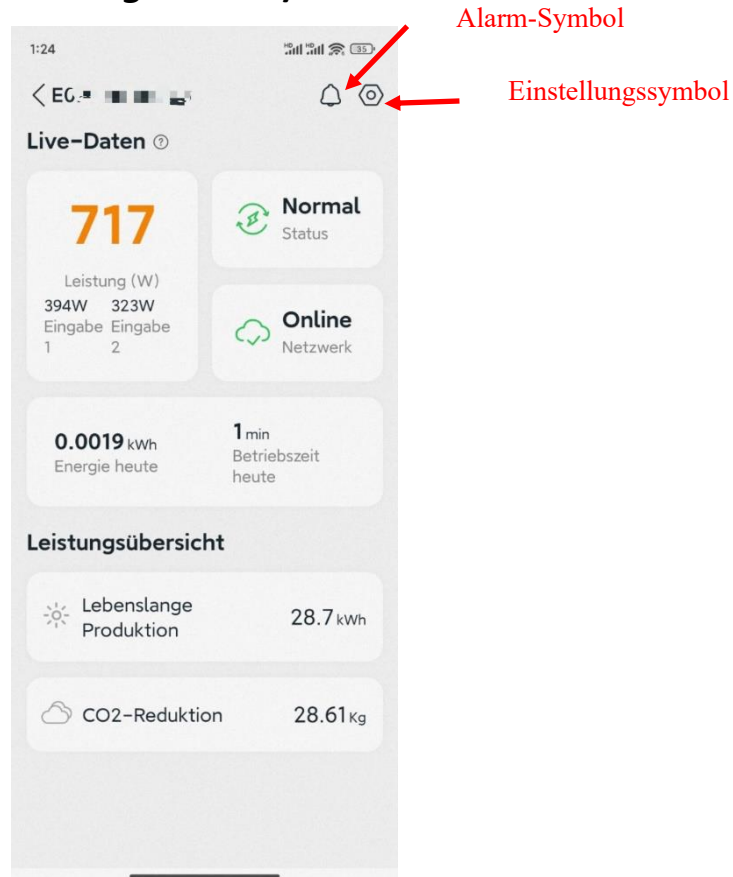 Alarm-Symbol
1:24
35
Einstellungssymbol
Live-Daten
717
Leistung (W)
394W 323W
Eingabe Eingabe
1 2
Normal
Status
Online
Netzwerk
0.0019 kWh
Energie heute
1 min
Betriebszeit
heute
Leistungsübersicht
Lebenslange
Produktion
28.7 kWh
CO2-Reduktion
28.61 Kg